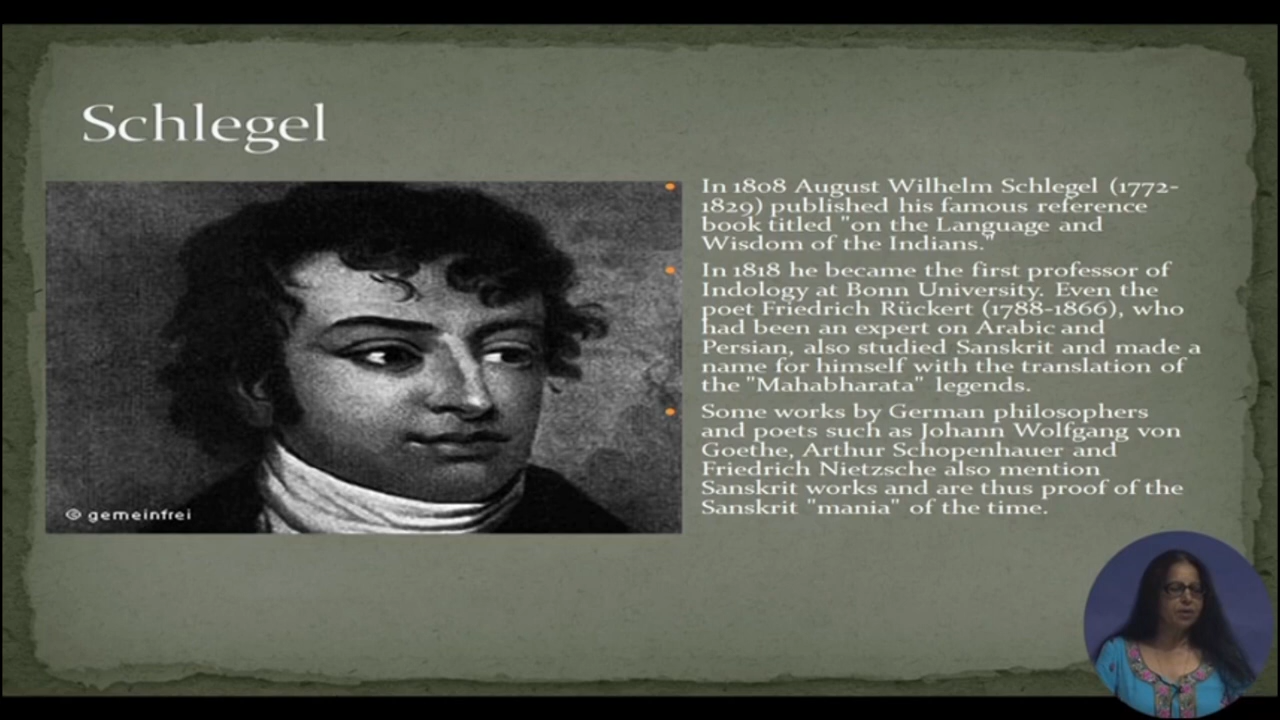 Schlegel
In 1808 August Wilhelm Schlegel (1772-
1829) published his famous reference
book titled "on the Language and
Wisdom of the Indians."
In 1818 he became the first professor of
Indology at Bonn University. Even the
poet Friedrich Rückert (1788-1866), who
had been an expert on Arabic and
Persian, also studied Sanskrit and made a
name for himself with the translation of
the "Mahabharata" legends.
Some works by German philosophers
and poets such as Johann Wolfgang von
Goethe, Arthur Schopenhauer and
Friedrich Nietzsche also mention
Sanskrit works and are thus proof of the
Sanskrit "mania" of the time.
© gemeinfrei